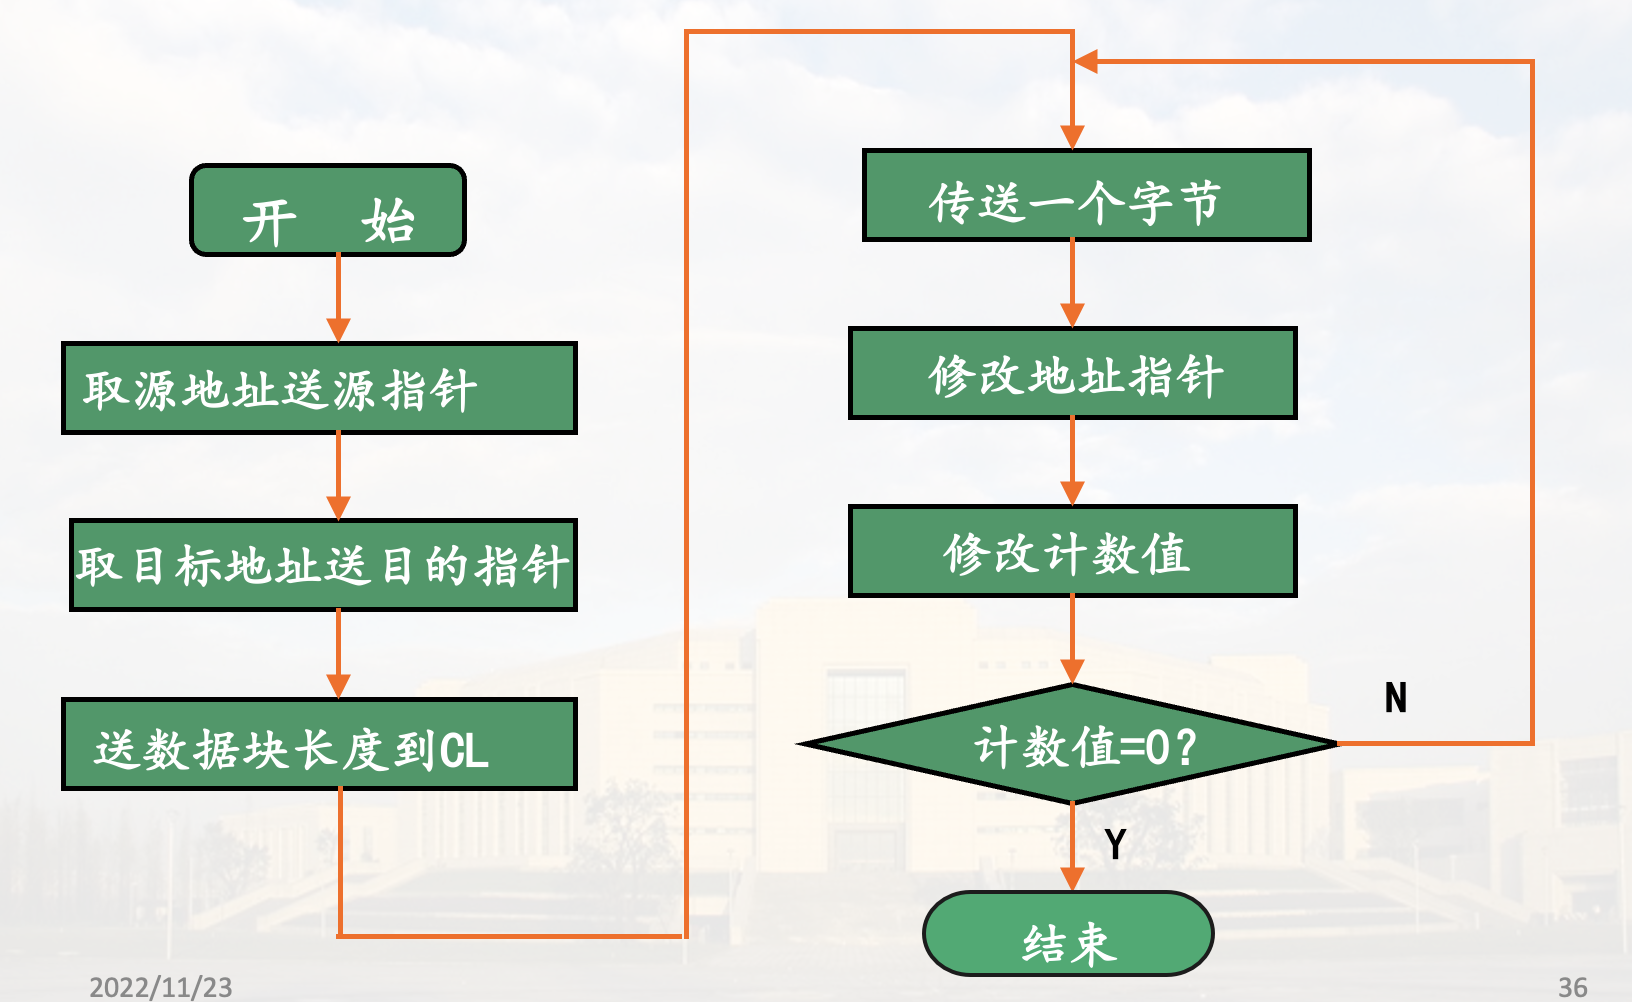 开 始
取源地址送源指针
取目标地址送目的指针
送数据块长度到CL
传送一个字节
修改地址指针
修改计数值
计数值=0?
N
Y
结束
2022/11/23
36